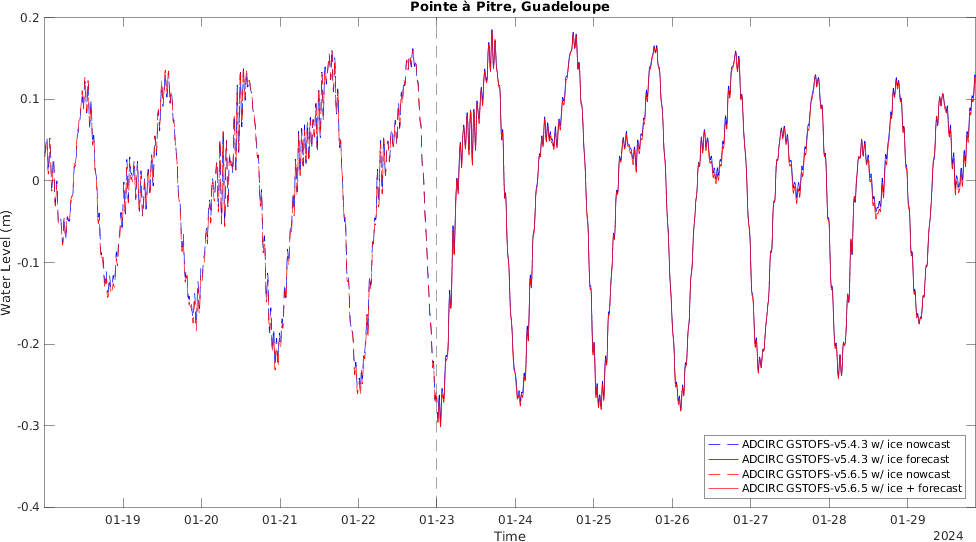 Pointe à Pitre, Guadeloupe
0.2
0.1
0
-0.1
-0.2
-0.3
-0.4
Water Level (m)
ADCIRC GSTOFS-v5.4.3 w/ ice nowcast
ADCIRC GSTOFS-v5.4.3 w/ ice forecast
ADCIRC GSTOFS-v5.6.5 w/ ice nowcast
ADCIRC GSTOFS-v5.6.5 w/ ice + forecast
01-19 01-20 01-21 01-22 01-23 01-24 01-25 01-26 01-27 01-28 01-29
Time
2024